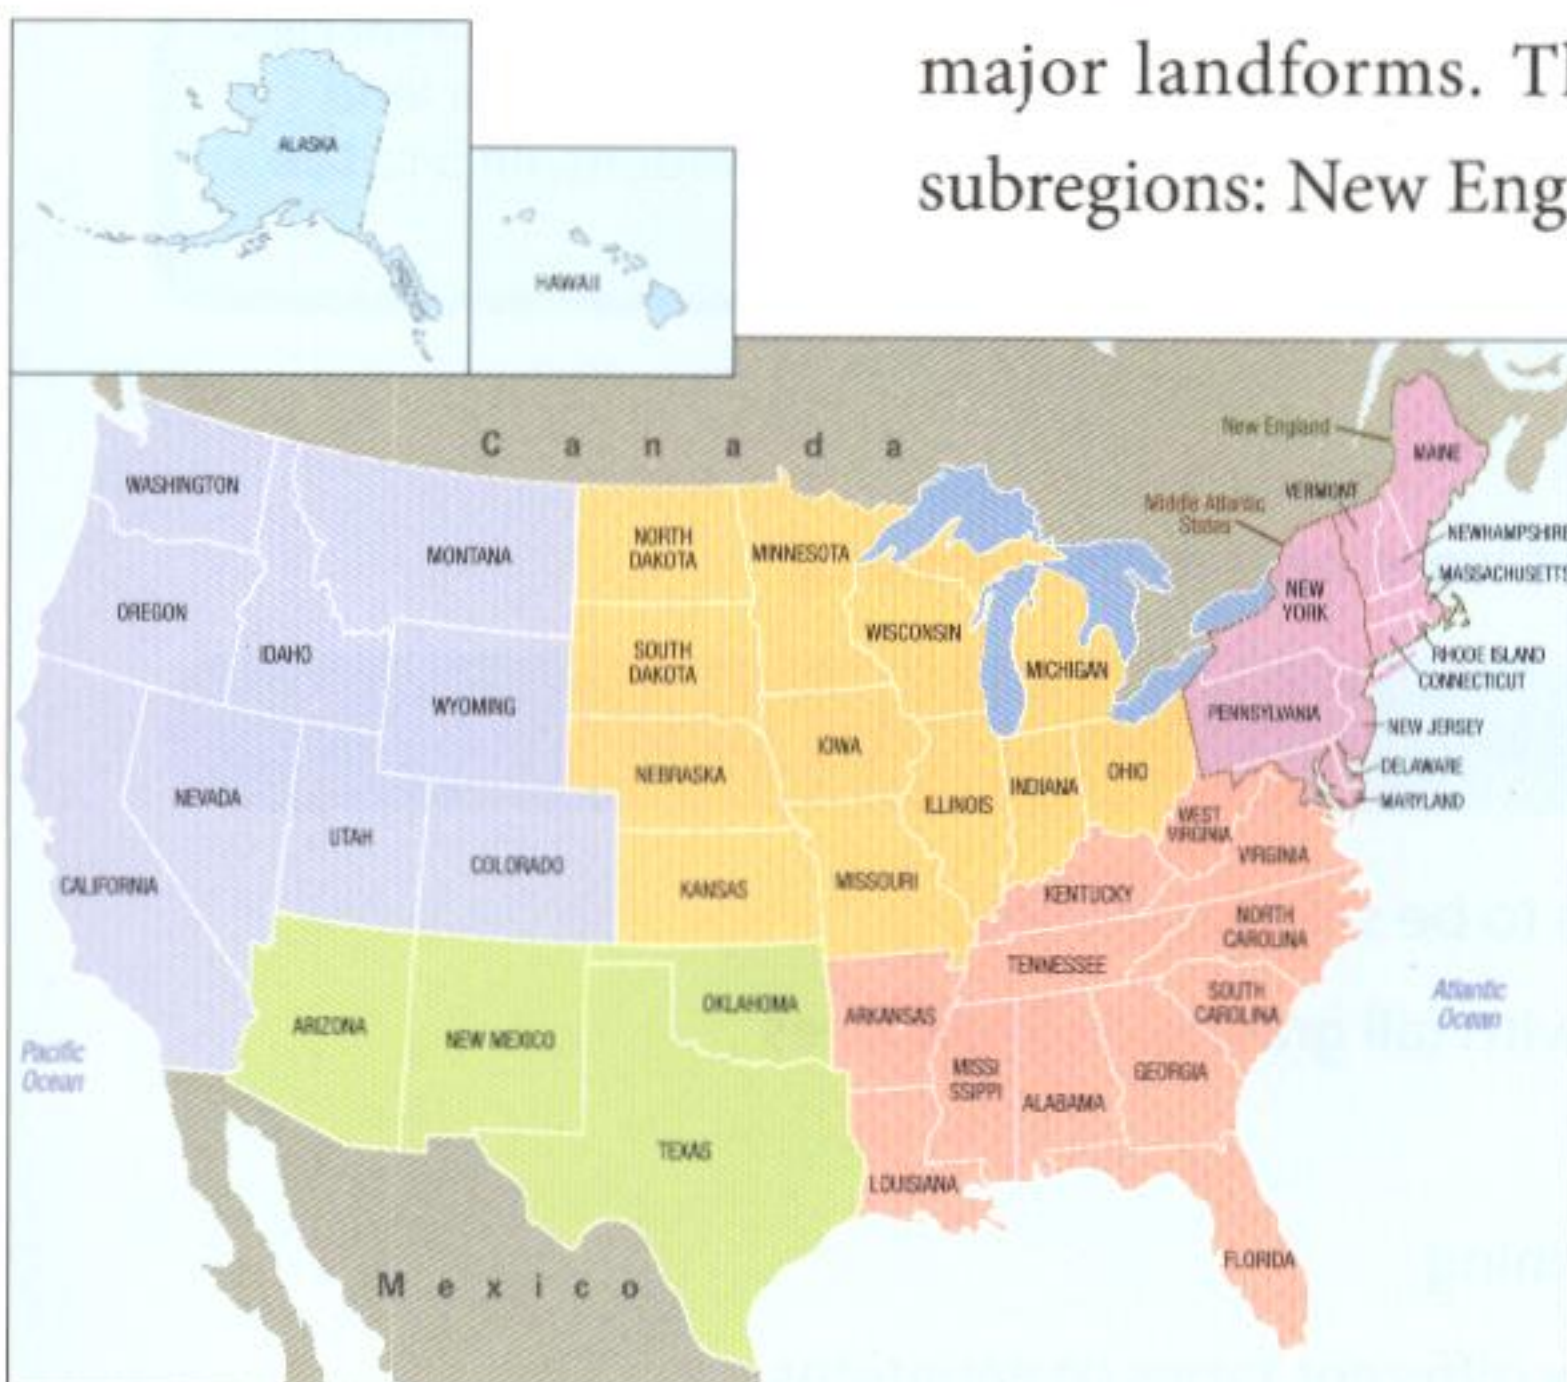 major landforms. Th
subregions: New Eng
ALASKA
HAWAII
Canada
New England
MAINE
WASHINGTON
VERMONT
Middle Atlantic
States
NORTH
DAKOTA
MINNESOTA
MONTANA
NEWHAMPSHIRE
MASSACHUSETTS
OREGON
IDAHO
SOUTH
DAKOTA
WISCONSIN
MICHIGAN
NEW
YORK
RHODE ISLAND
CONNECTICUT
WYOMING
PENNSYLVANIA
NEW JERSEY
IOWA
NEBRASKA
NEVADA
ILLINOIS
INDIANA
OHIO
DELAWARE
MARYLAND
UTAH
COLORADO
WEST
VIRGINIA
VIRGINIA
CALIFORNIA
KANSAS
MISSOURI
KENTUCKY
NORTH
CAROLINA
TENNESSEE
ARIZONA
NEW MEXICO
OKLAHOMA
ARKANSAS
SOUTH
CAROLINA
Atlantic
Ocean
Pacific
Ocean
MISSI
SSIPPI
ALABAMA
GEORGIA
TEXAS
LOUISIANA
FLORIDA
Mexico